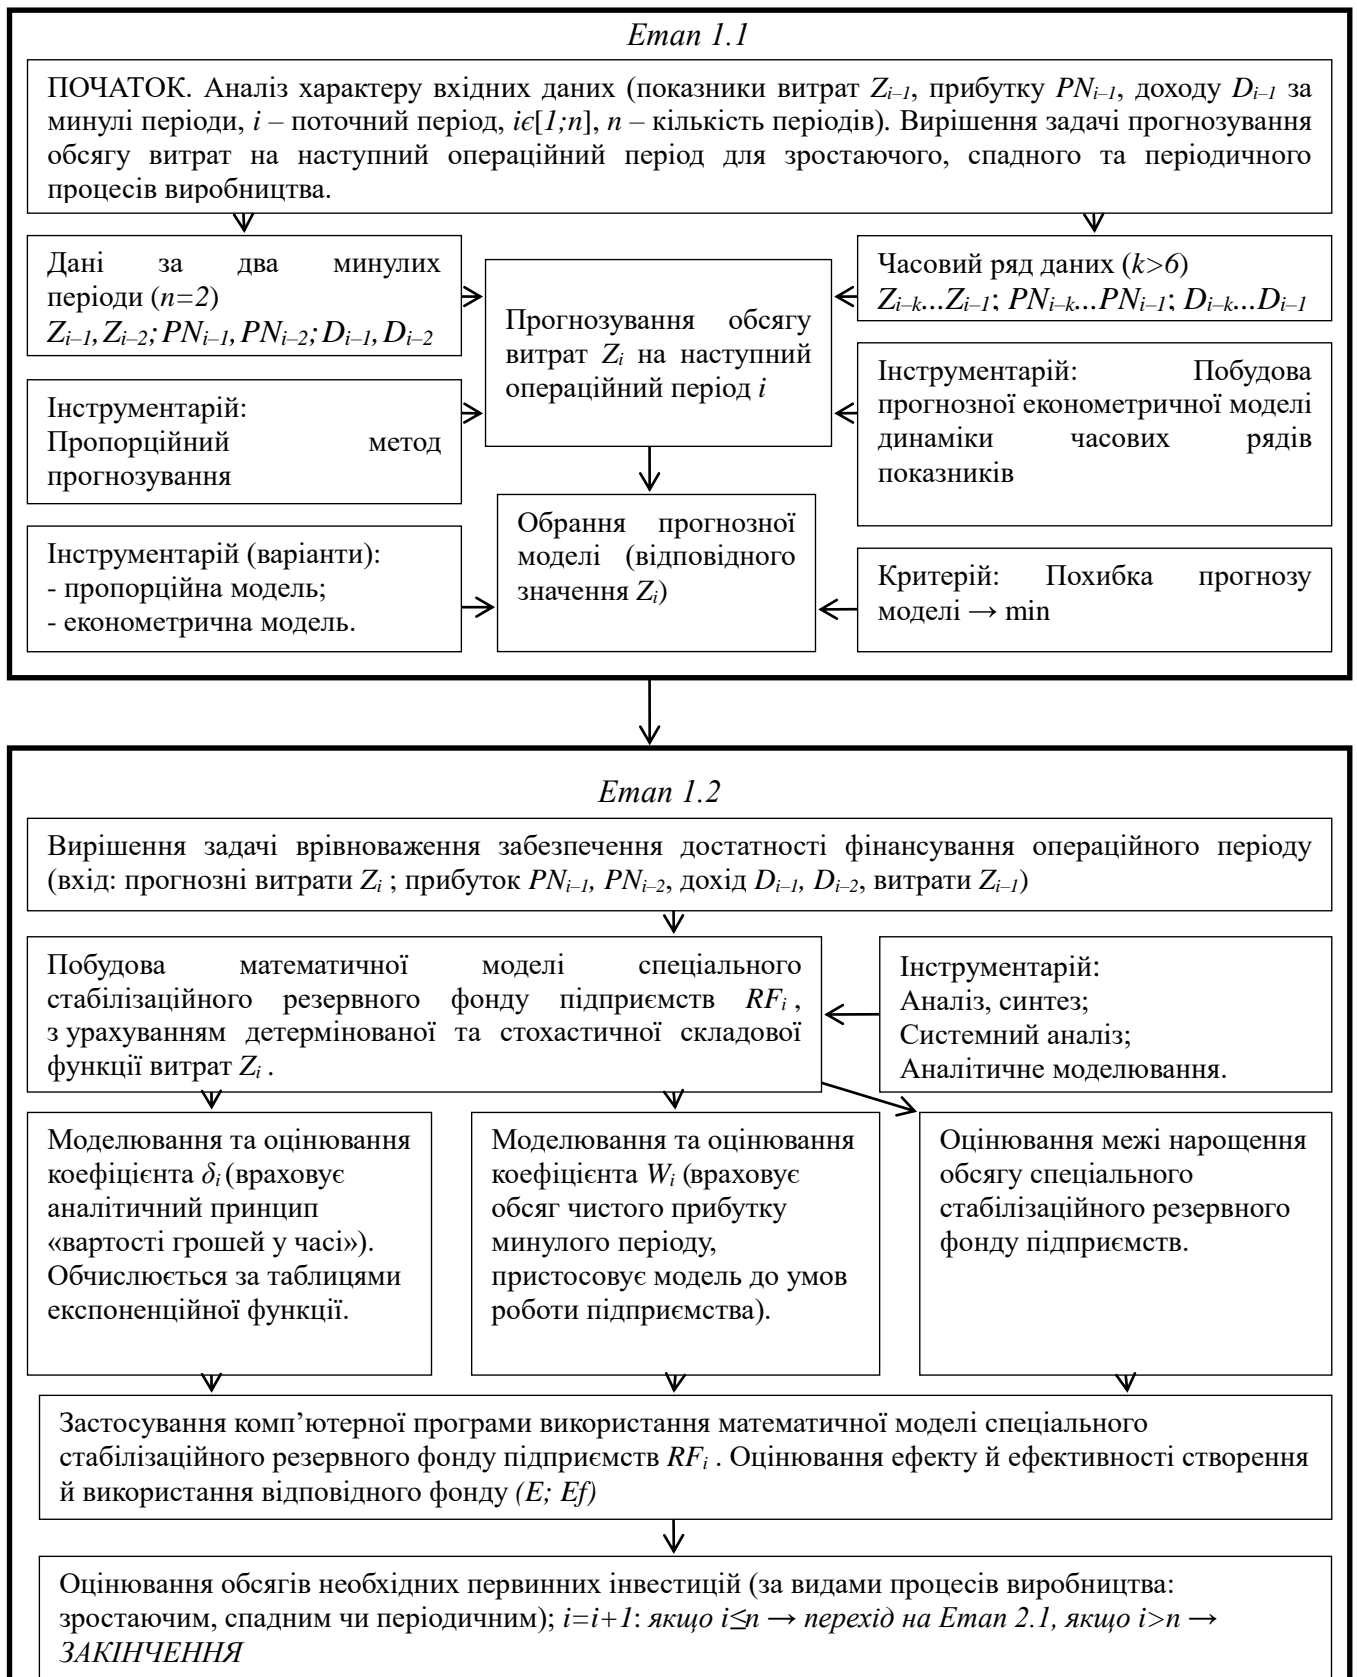 Етап 1.1
ПОЧАТОК. Аналіз характеру вхідних даних (показники витрат Zi–1, прибутку PNi–1, доходу Di–1 за
минулі періоди, i – поточний період, iє[1;n], n – кількість періодів). Вирішення задачі прогнозування
обсягу витрат на наступний операційний період для зростаючого, спадного та періодичного
процесів виробництва.
Дані за два минулих
періоди (n=2)
Zi–1, Zi–2; PNi–1, PNi–2; Di–1, Di–2
Прогнозування обсягу
витрат Zi на наступний
операційний період i
Часовий ряд даних (k>6)
Zi–k...Zi–1; PNi–k...PNi–1; Di–k...Di–1
Інструментарій:
Пропорційний метод
прогнозування
Інструментарій: Побудова
прогнозної економетричної моделі
динаміки часових рядів
показників
Інструментарій (варіанти):
- пропорційна модель;
- економетрична модель.
Обрання прогнозної
моделі (відповідного
значення Zi)
Критерій: Похибка прогнозу
моделі → min
Етап 1.2
Вирішення задачі врівноваження забезпечення достатності фінансування операційного періоду
(вхід: прогнозні витрати Zi ; прибуток PNi–1, PNi–2, дохід Di–1, Di–2, витрати Zi–1)
Побудова математичної моделі спеціального
стабілізаційного резервного фонду підприємств RFi ,
з урахуванням детермінованої та стохастичної складової
функції витрат Zi .
Інструментарій:
Аналіз, синтез;
Системний аналіз;
Аналітичне моделювання.
Моделювання та оцінювання
коефіцієнта δi (враховує
аналітичний принцип
«вартості грошей у часі»).
Обчислюється за таблицями
експоненційної функції.
Моделювання та оцінювання
коефіцієнта Wi (враховує
обсяг чистого прибутку
минулого періоду,
пристосовує модель до умов
роботи підприємства).
Оцінювання межі нарощення
обсягу спеціального
стабілізаційного резервного
фонду підприємств.
Застосування комп’ютерної програми використання математичної моделі спеціального
стабілізаційного резервного фонду підприємств RFi . Оцінювання ефекту й ефективності створення
й використання відповідного фонду (E; Ef)
Оцінювання обсягів необхідних первинних інвестицій (за видами процесів виробництва:
зростаючим, спадним чи періодичним); i=i+1: якщо i≤n → перехід на Етап 2.1, якщо i>n →
ЗАКІНЧЕННЯ